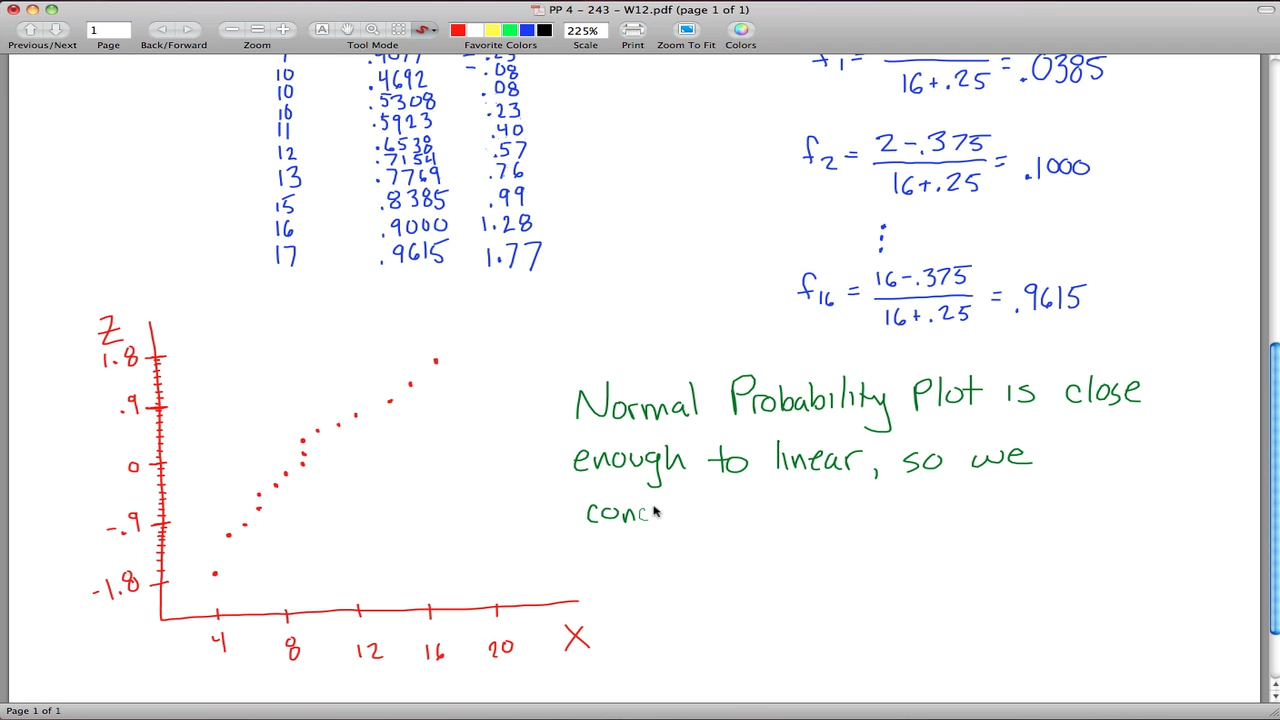 PP 4 - 243 - W12.pdf (page 1 of 1)
1
225%
Previous/Next Page Back/Forward Zoom Tool Mode Favorite Colors Scale Print Zoom To Fit Colors
10 .4692 -.08
10 .5308 .08
10 .5923 .23
11 .6538 .40
12 .7154 .57
13 .7769 .76
15 .8385 .99
16 .9000 1.28
17 .9615 1.77
f1 = 16+.25 = .0385
f2 = 2-.375 / 16+.25 = .1000
f16 = 16-.375 / 16+.25 = .9615
Z
1.8
.9
0
-.9
-1.8
4 8 12 16 20 X
Normal Probability Plot is close
enough to linear, so we
conc
Page 1 of 1